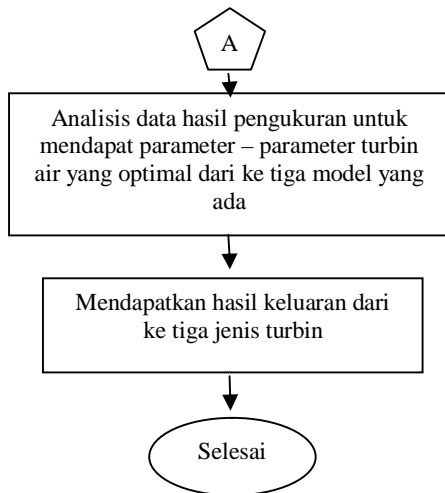 A
Analisis data hasil pengukuran untuk
mendapat parameter – parameter turbin
air yang optimal dari ke tiga model yang
ada
Mendapatkan hasil keluaran dari
ke tiga jenis turbin
Selesai